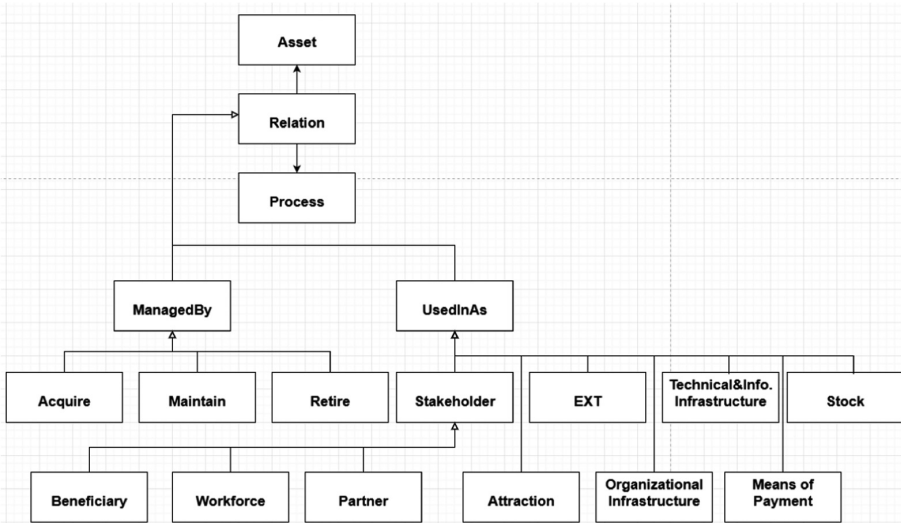 Asset
Relation
Process
ManagedBy
UsedInAs
Acquire
Maintain
Retire
Stakeholder
EXT
Technical&Info.
Infrastructure
Stock
Beneficiary
Workforce
Partner
Attraction
Organizational
Infrastructure
Means of
Payment